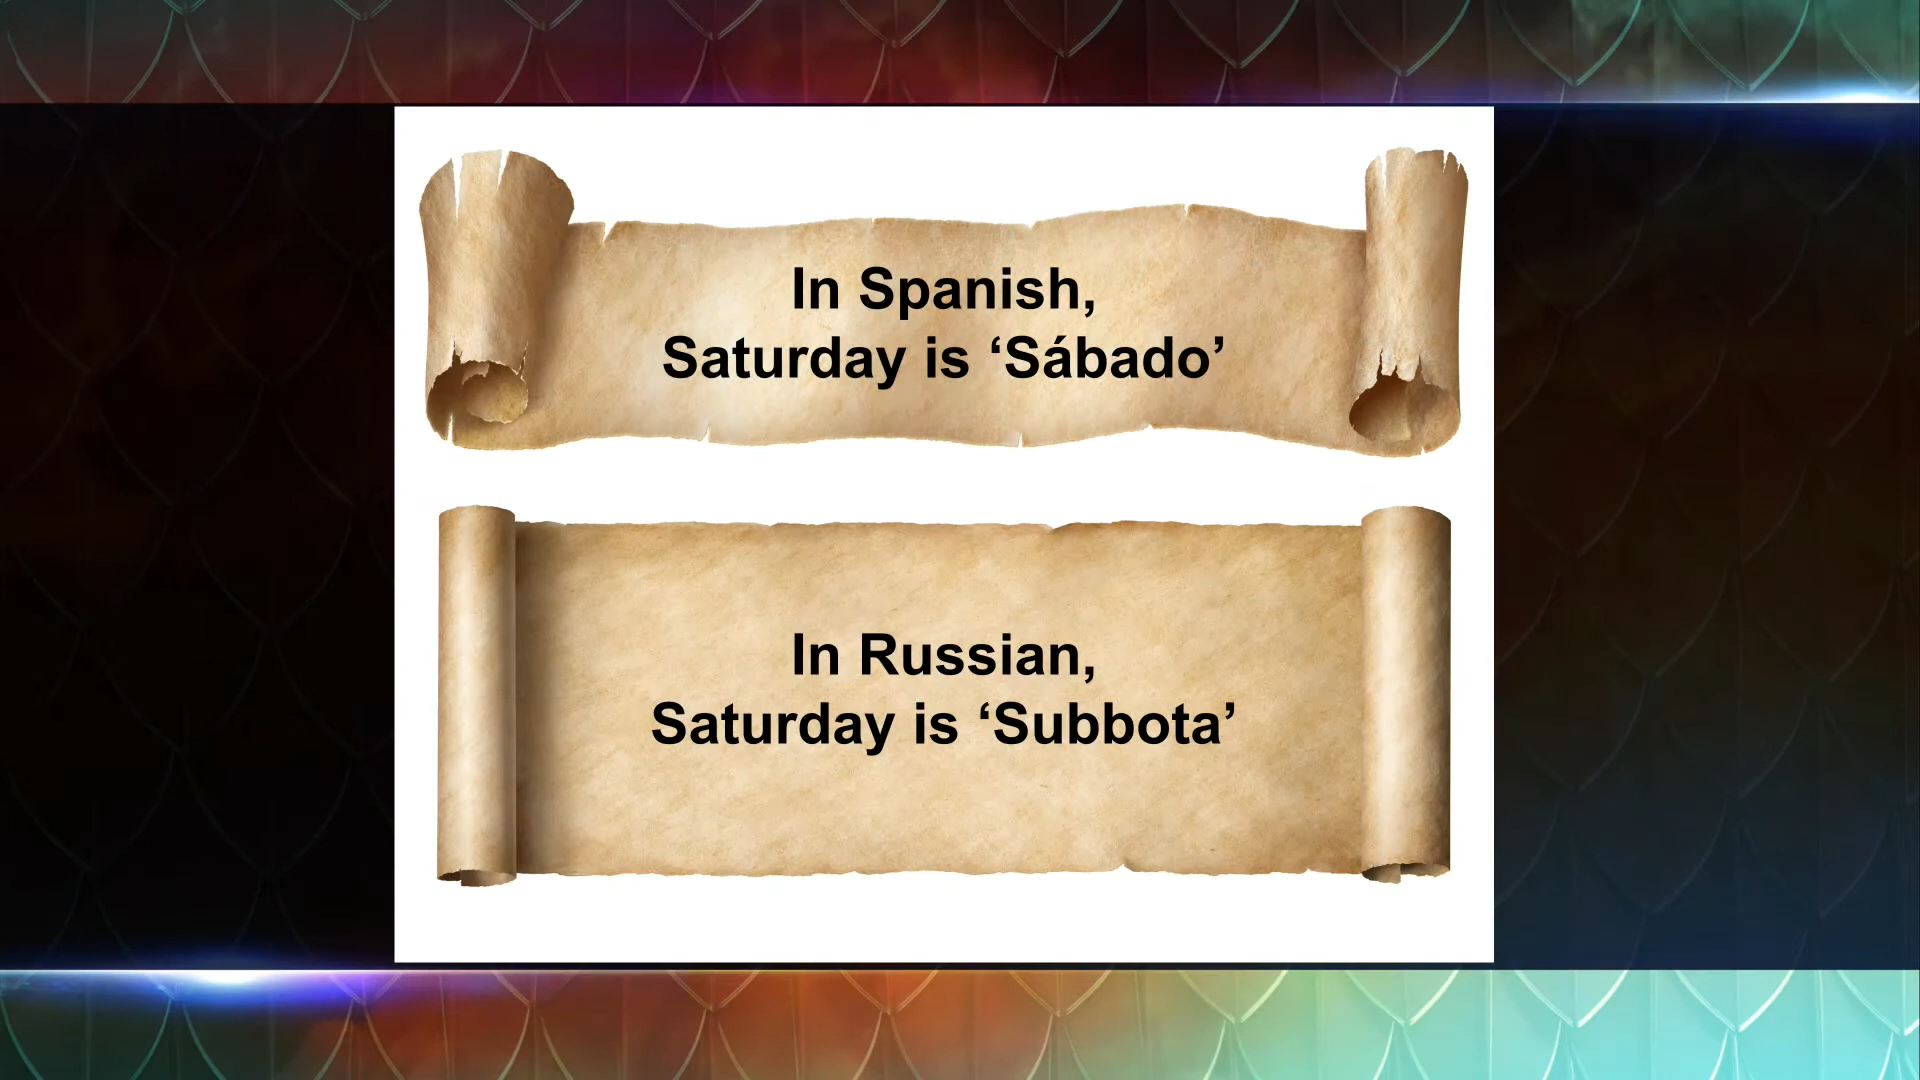 In Spanish,
Saturday is ‘Sábado’
In Russian,
Saturday is ‘Subbota’